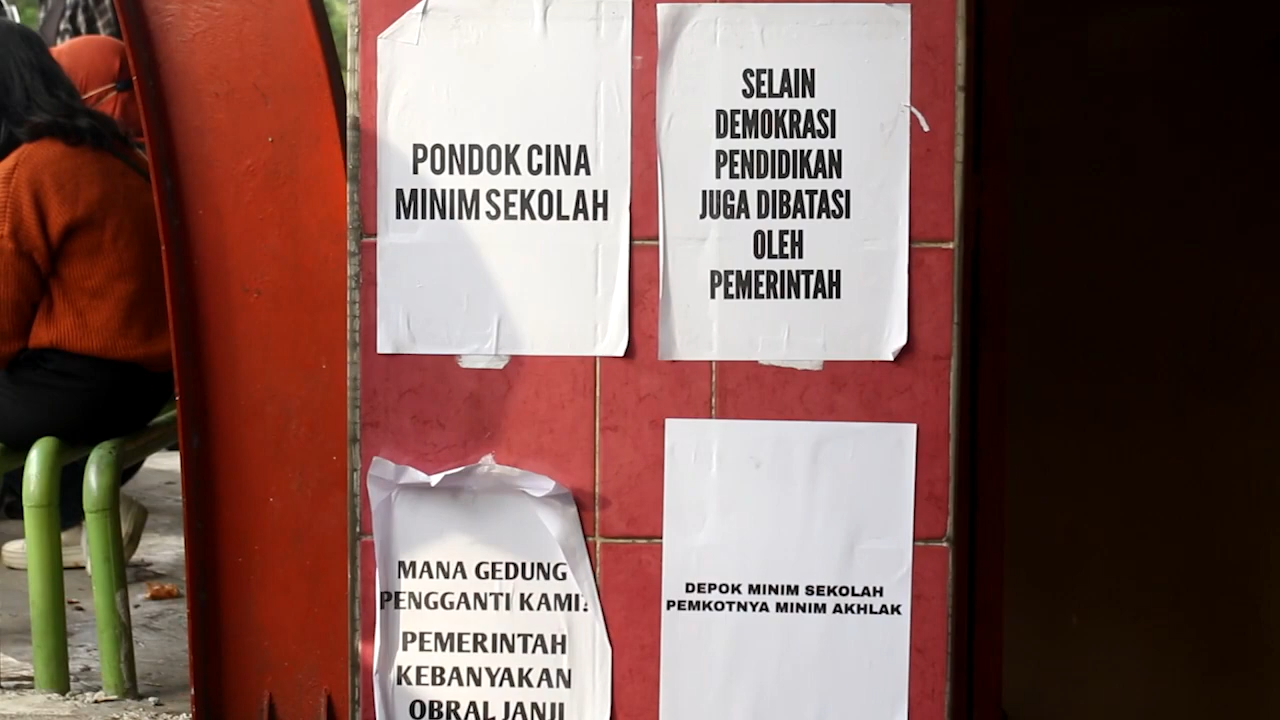 PONDOK CINA
MINIM SEKOLAH
SELAIN
DEMOKRASI
PENDIDIKAN
JUGA DIBATASI
OLEH
PEMERINTAH
MANA GEDUNG
PENGGANTI KAMI?
PEMERINTAH
KEBANYAKAN
OBRAL JANJI
DEPOK MINIM SEKOLAH
PEMKOTNYA MINIM AKHLAK